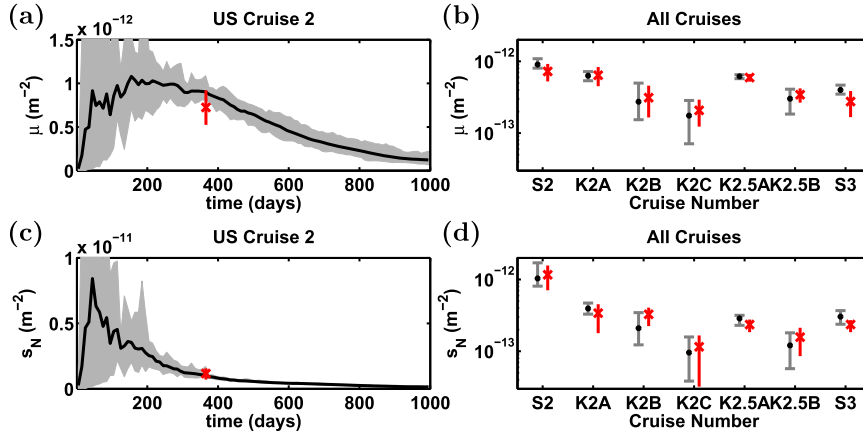 (a)
x 10⁻¹²
US Cruise 2
1.5
1
0.5
0
μ (m⁻²)
200 400 600 800 1000
time (days)
(b)
All Cruises
10⁻¹²
10⁻¹³
μ (m⁻²)
S2 K2A K2B K2C K2.5A K2.5B S3
Cruise Number
(c)
x 10⁻¹¹
US Cruise 2
1
0.5
0
s_N (m⁻²)
200 400 600 800 1000
time (days)
(d)
All Cruises
10⁻¹²
10⁻¹³
s_N (m⁻²)
S2 K2A K2B K2C K2.5A K2.5B S3
Cruise Number